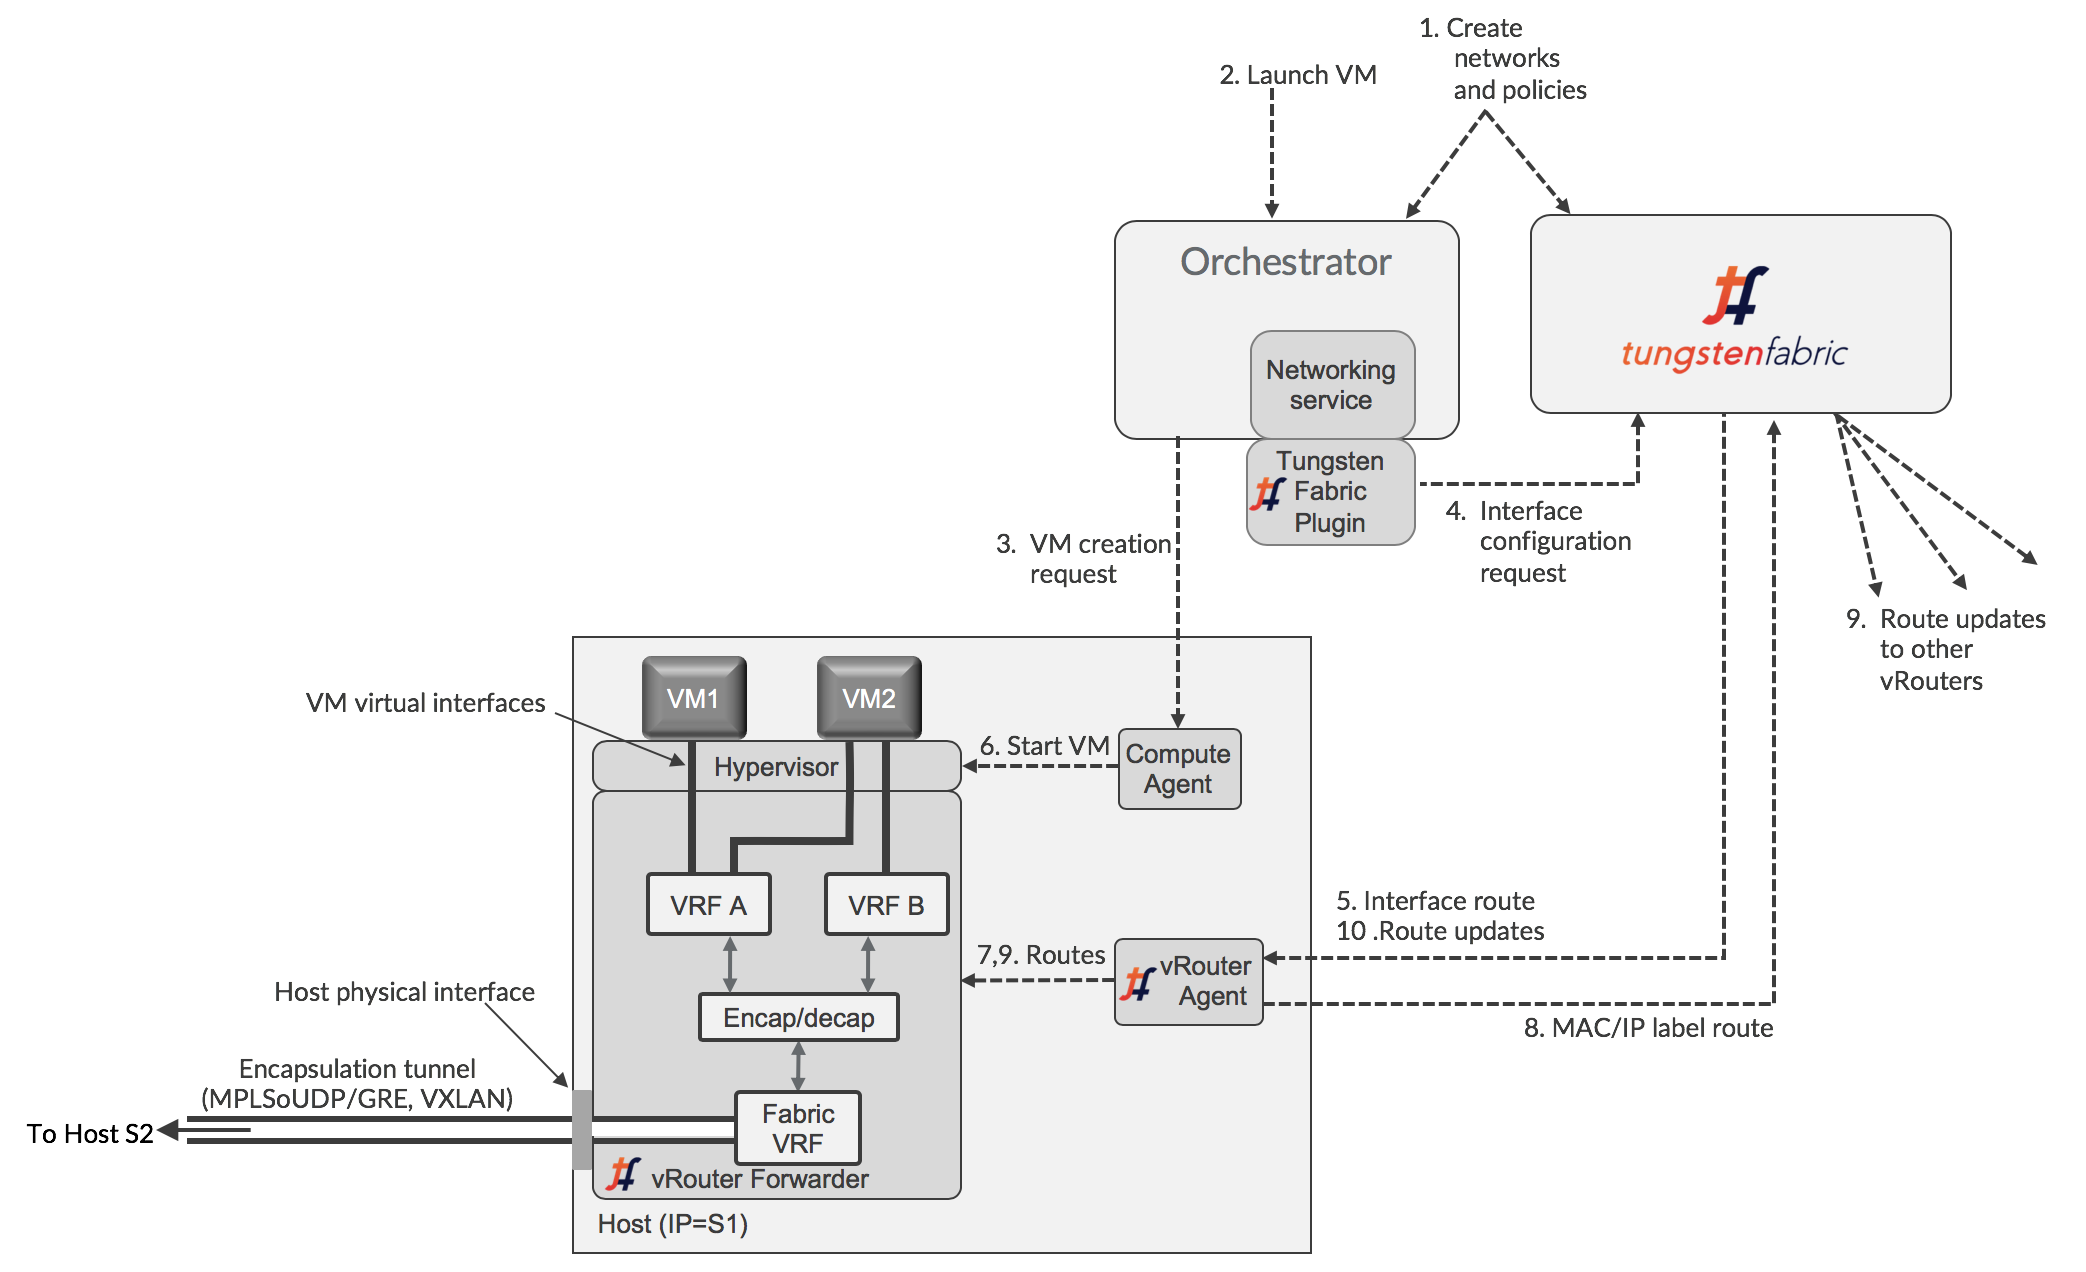 1. Create
networks
and policies
2. Launch VM
Orchestrator
Networking
service
tungstenfabric
Tungsten
Fabric
Plugin
4. Interface
configuration
request
3. VM creation
request
9. Route updates
to other
vRouters
VM1
VM2
VM virtual interfaces
Hypervisor
6. Start VM
Compute
Agent
VRF A
VRF B
5. Interface route
10 .Route updates
7,9. Routes
vRouter
Agent
8. MAC/IP label route
Host physical interface
Encap/decap
Encapsulation tunnel
(MPLSoUDP/GRE, VXLAN)
To Host S2
Fabric
VRF
vRouter Forwarder
Host (IP=S1)